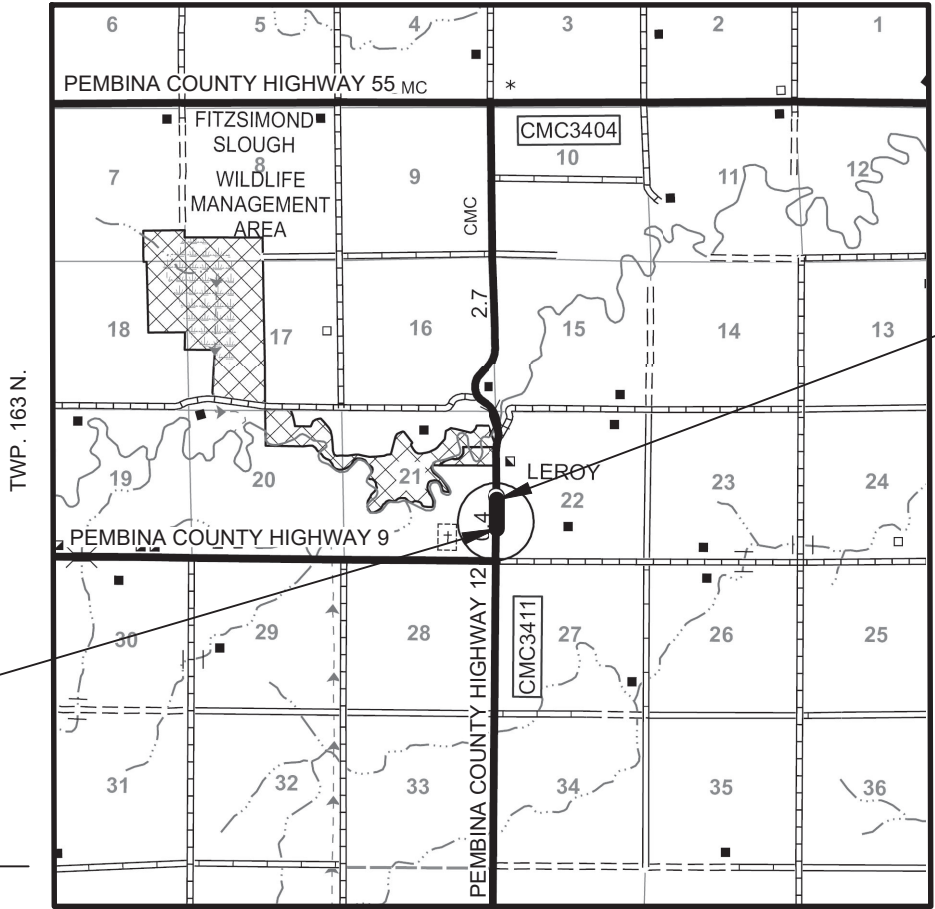 6 5 4 3 2 1
PEMBINA COUNTY HIGHWAY 55 MC *
FITZSIMOND
SLOUGH
CMC3404
7 8 9 10 11 12
WILDLIFE
MANAGEMENT
AREA
CMC
2.7
18 17 16 15 14 13
TWP. 163 N.
LEROY
19 20 21 22 23 24
PEMBINA COUNTY HIGHWAY 9
PEMBINA COUNTY HIGHWAY 12
CMC3411
30 29 28 27 26 25
31 32 33 34 35 36